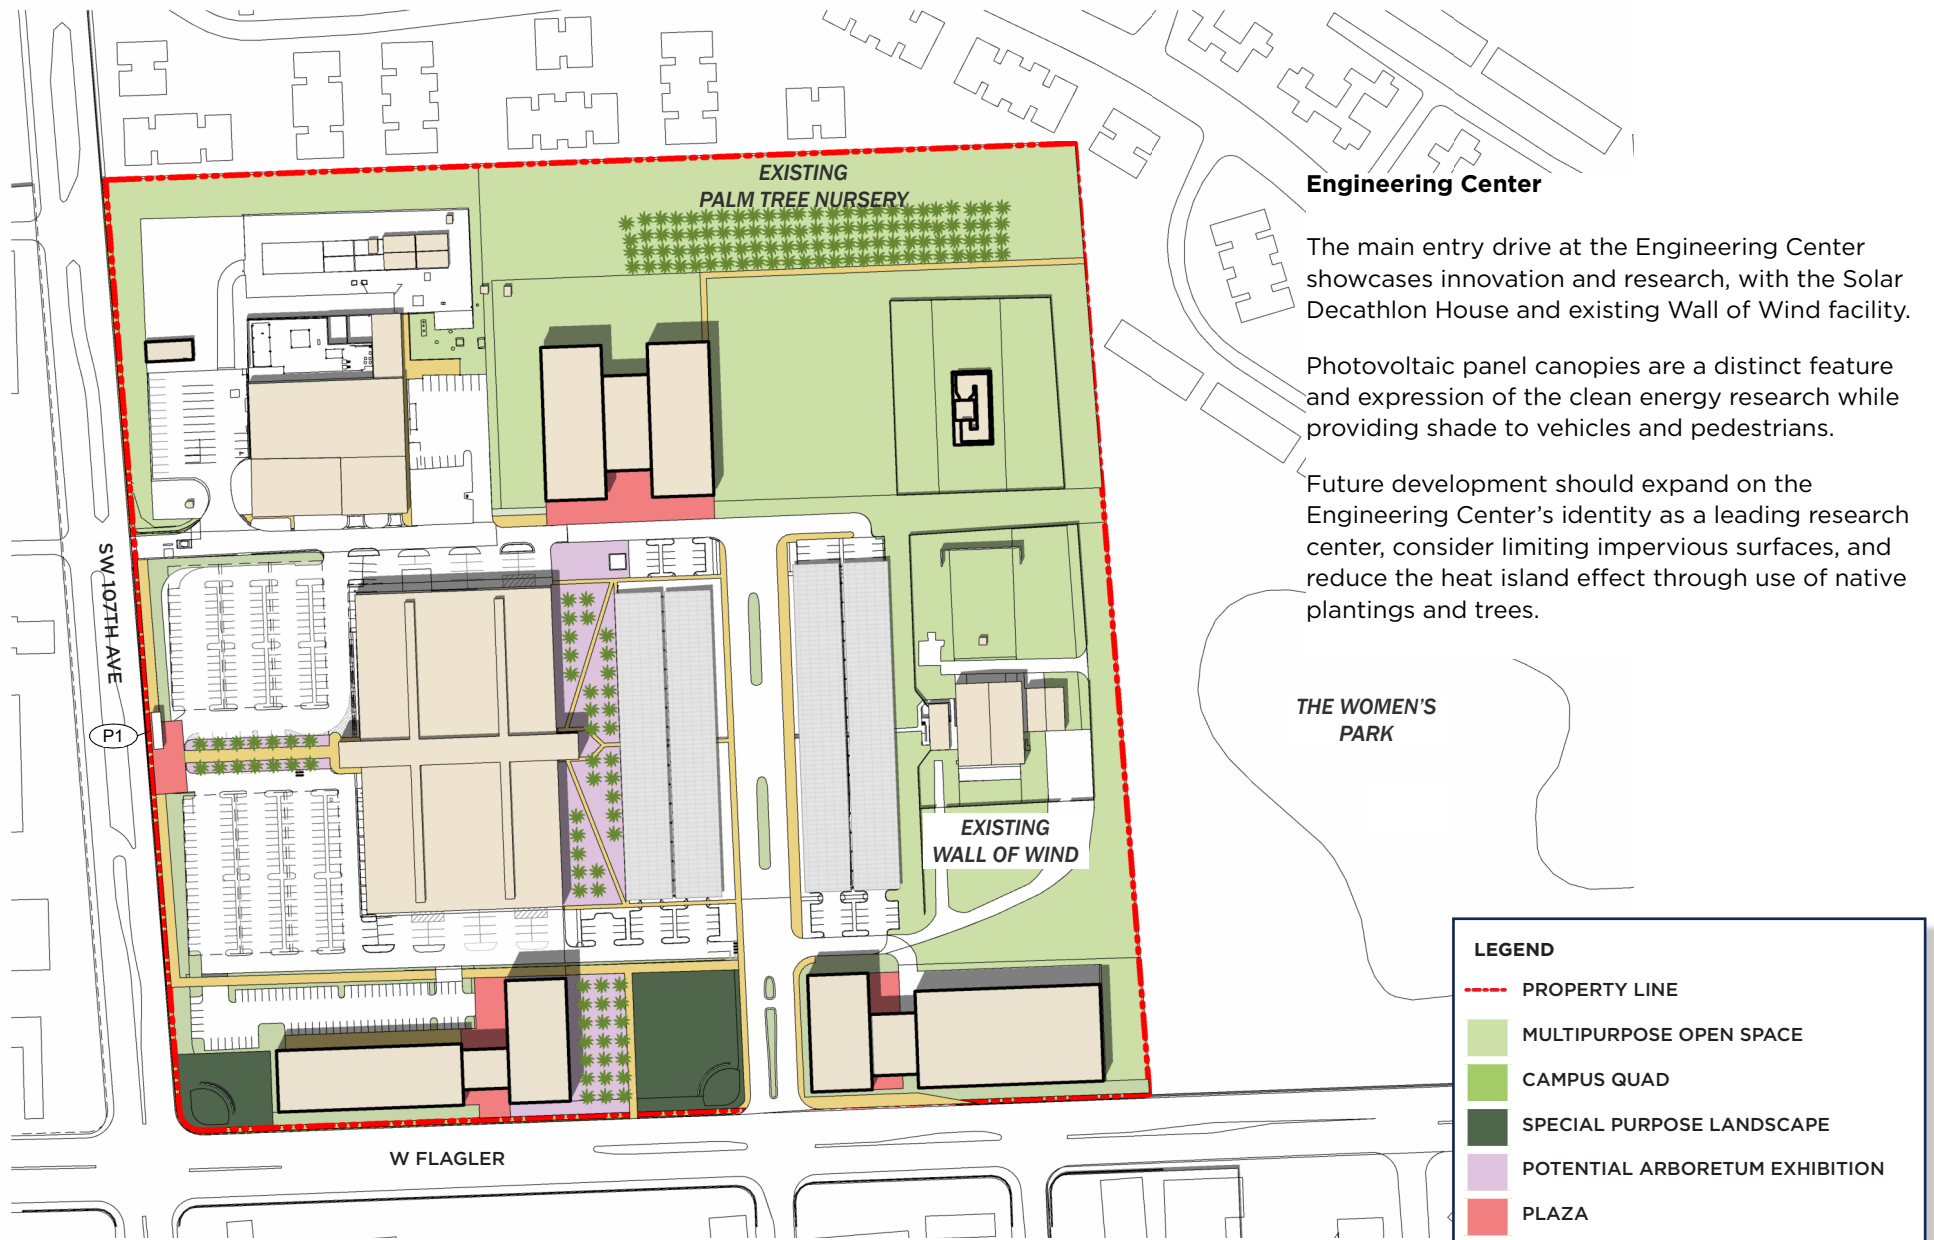 EXISTING
PALM TREE NURSERY
Engineering Center
The main entry drive at the Engineering Center
showcases innovation and research, with the Solar
Decathlon House and existing Wall of Wind facility.
Photovoltaic panel canopies are a distinct feature
and expression of the clean energy research while
providing shade to vehicles and pedestrians.
Future development should expand on the
Engineering Center’s identity as a leading research
center, consider limiting impervious surfaces, and
reduce the heat island effect through use of native
plantings and trees.
SW 107TH AVE
P1
THE WOMEN'S
PARK
EXISTING
WALL OF WIND
W FLAGLER
LEGEND
PROPERTY LINE
MULTIPURPOSE OPEN SPACE
CAMPUS QUAD
SPECIAL PURPOSE LANDSCAPE
POTENTIAL ARBORETUM EXHIBITION
PLAZA